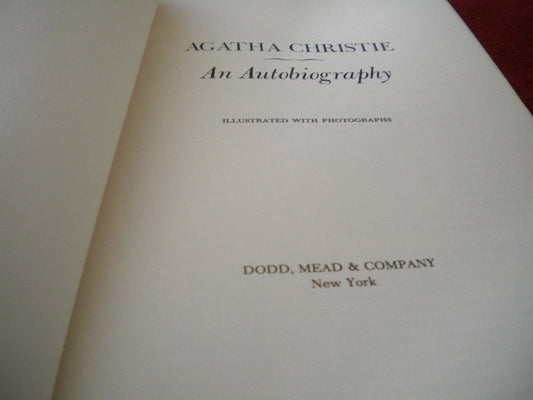 AGATHA CHRISTIE
An Autobiography
ILLUSTRATED WITH PHOTOGRAPHS
DODD, MEAD & COMPANY
New York